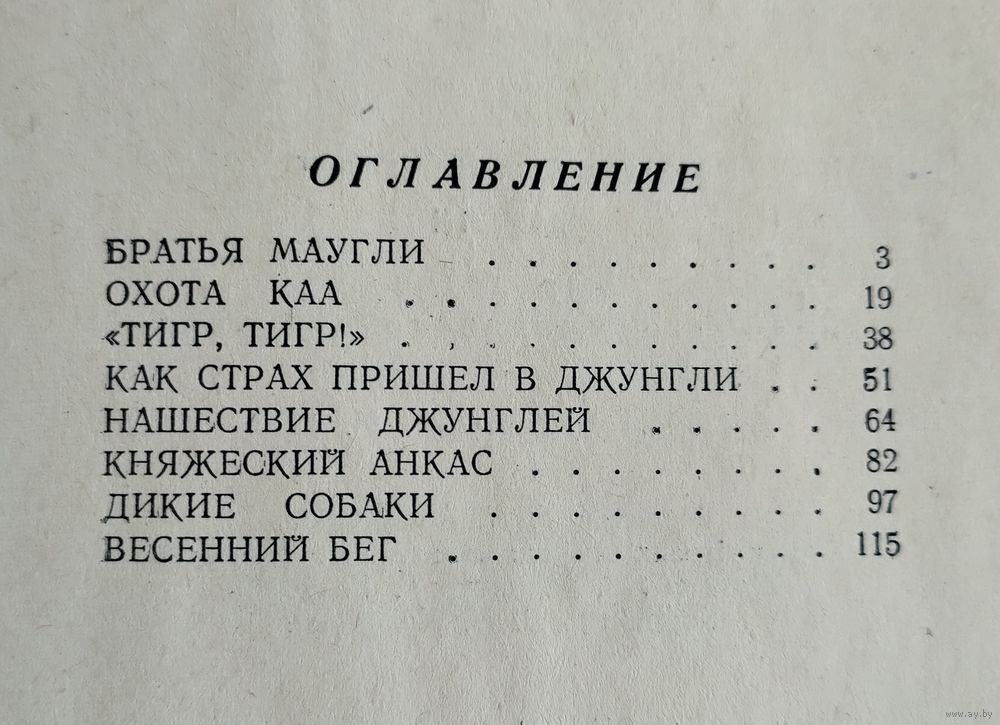 ОГЛАВЛЕНИЕ
БРАТЬЯ МАУГЛИ . . . . . . . . . 3
ОХОТА КАА . . . . . . . . . . . 19
«ТИГР, ТИГР!» . . . . . . . . . . . 38
КАК СТРАХ ПРИШЕЛ В ДЖУНГЛИ . . 51
НАШЕСТВИЕ ДЖУНГЛЕЙ . . . . . 64
КНЯЖЕСКИЙ АНКАС . . . . . . . . 82
ДИКИЕ СОБАКИ . . . . . . . . . 97
ВЕСЕННИЙ БЕГ . . . . . . . . . . 115
www.ay.by